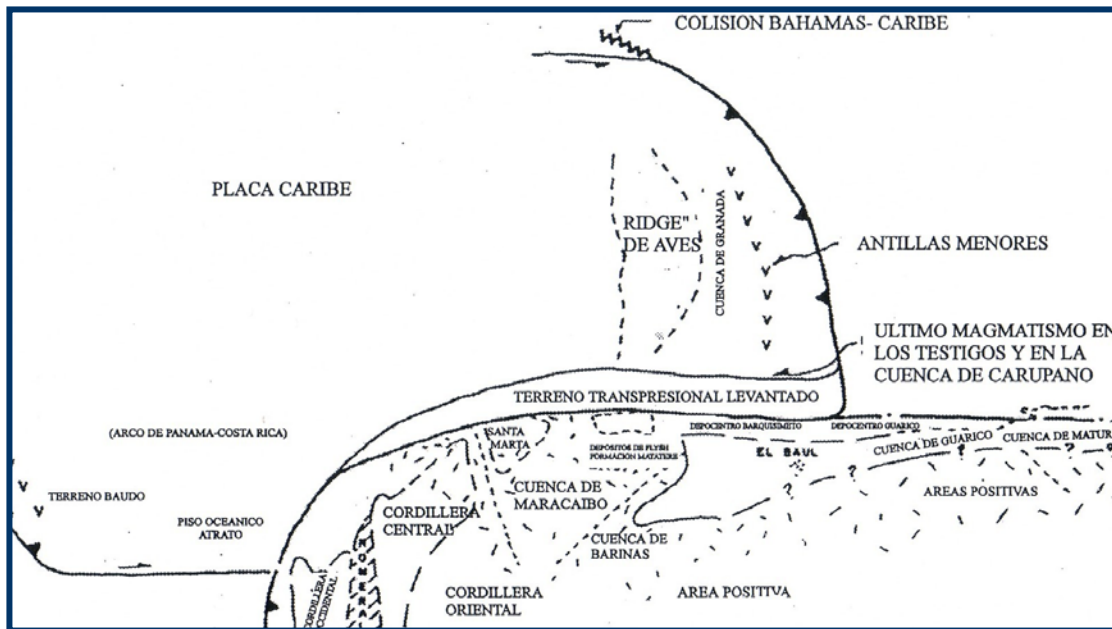 COLISION BAHAMAS- CARIBE
PLACA CARIBE
RIDGE"
DE AVES
CUENCA DE GRANADA
ANTILLAS MENORES
ULTIMO MAGMATISMO EN
LOS TESTIGOS Y EN LA
CUENCA DE CARUPANO
TERRENO TRANSPRESIONAL LEVANTADO
(ARCO DE PANAMA-COSTA RICA)
SANTA
MARTA
DEPOSITOS DE FLYSH
FORMACIÓN MATATERE
DEPOCENTRO BARQUISIMETO
DEPOCENTRO GUARICO
EL BAUL
CUENCA DE GUARICO
CUENCA DE MATUR
TERRENO BAUDO
PISO OCEANICO
ATRATO
CORDILLERA
CENTRAL
CUENCA DE
MARACAIBO
CUENCA DE
BARINAS
AREAS POSITIVAS
CORDILLERA
OCCIDENTAL
ROMERAL
CORDILLERA
ORIENTAL
AREA POSITIVA